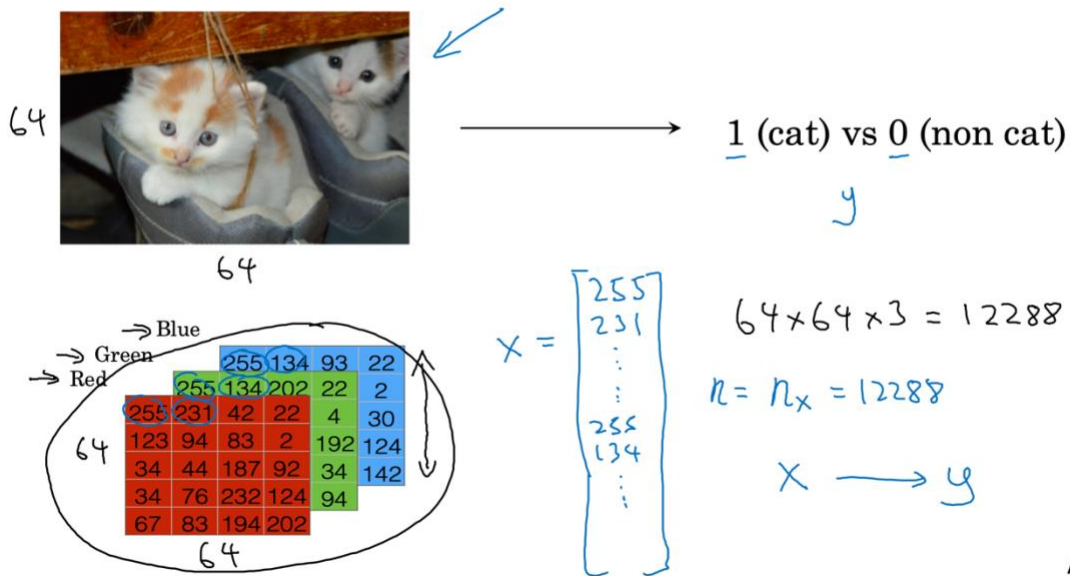 64
64
1 (cat) vs 0 (non cat)
y
→ Blue
→ Green
→ Red
255 134 93 22
255 134 202 22 2
255 231 42 22 4 30
123 94 83 2 192 124
34 44 187 92 34 142
34 76 232 124 94
67 83 194 202
64
64
x = [255
231
⋮
⋮
255
134
⋮
]
64×64×3 = 12288
n = nₓ = 12288
x → y